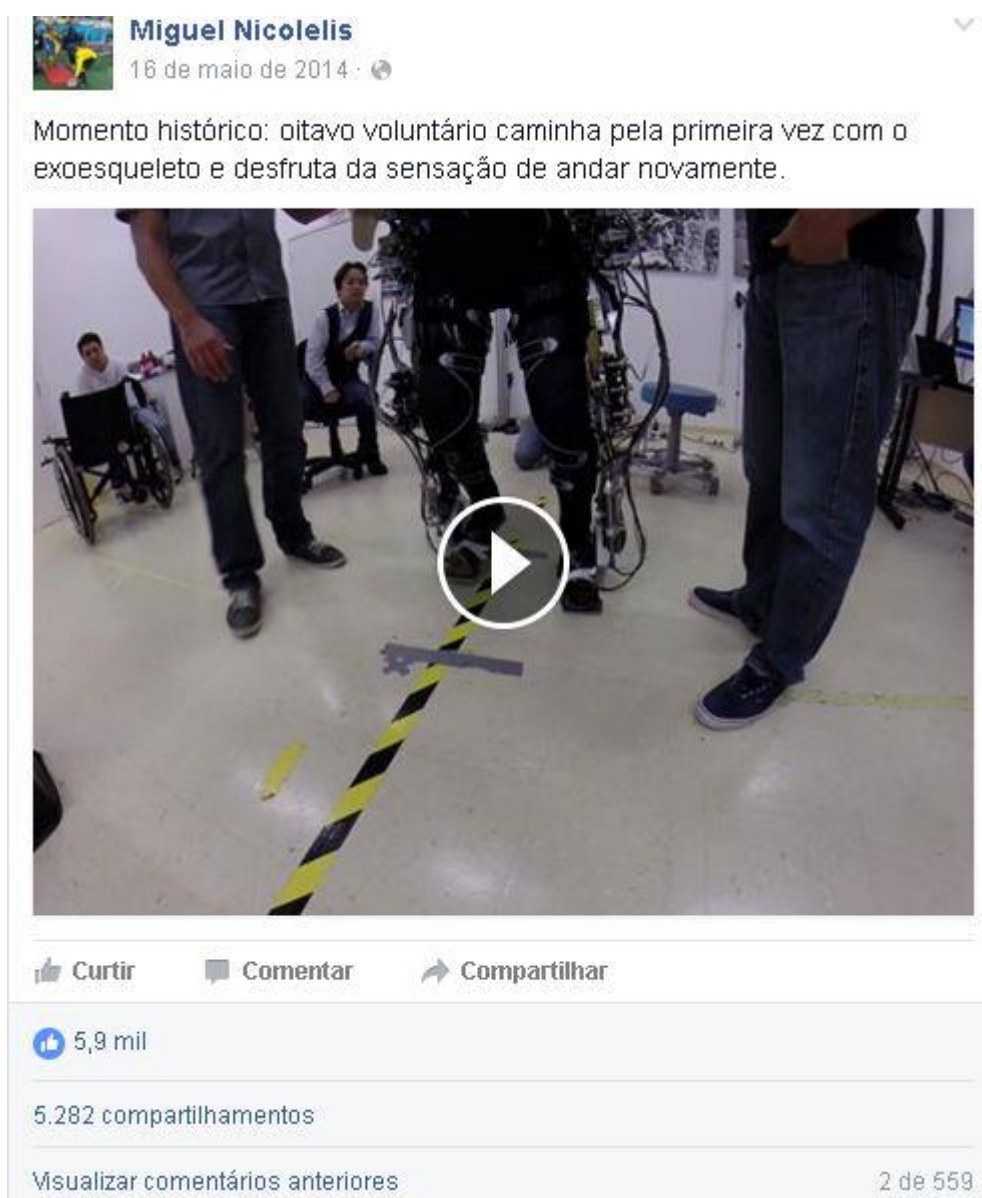 Miguel Nicolelis
16 de maio de 2014 ·
Momento histórico: oitavo voluntário caminha pela primeira vez com o
exoesqueleto e desfruta da sensação de andar novamente.
Curtir Comentar Compartilhar
5,9 mil
5.282 compartilhamentos
Visualizar comentários anteriores 2 de 559